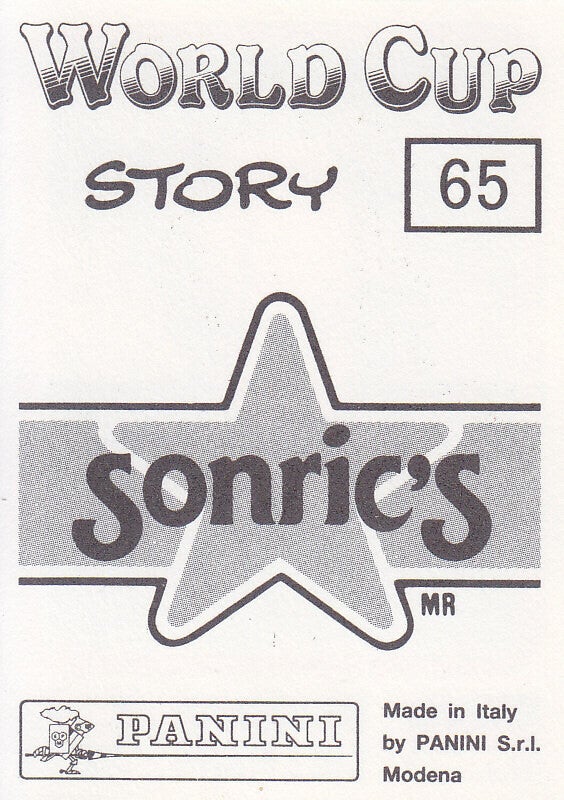 WORLD CUP
STORY
65
sonric's
MR
PANINI
Made in Italy
by PANINI S.r.l.
Modena